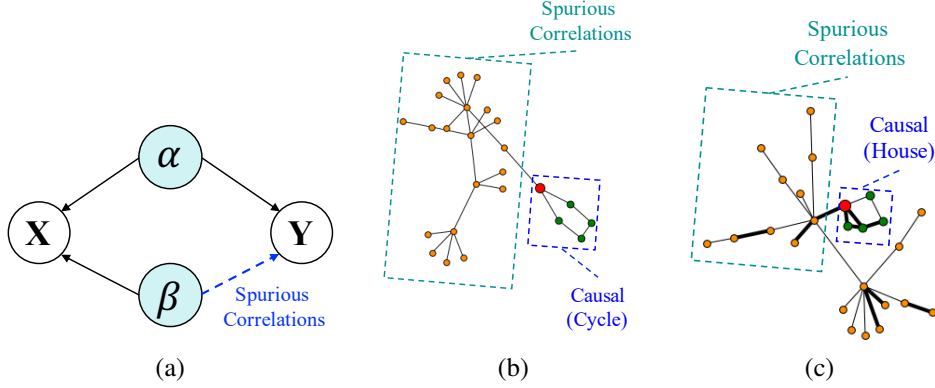 α
X
Y
β
Spurious
Correlations
(a)
Spurious
Correlations
Causal
(Cycle)
(b)
Spurious
Correlations
Causal
(House)
(c)